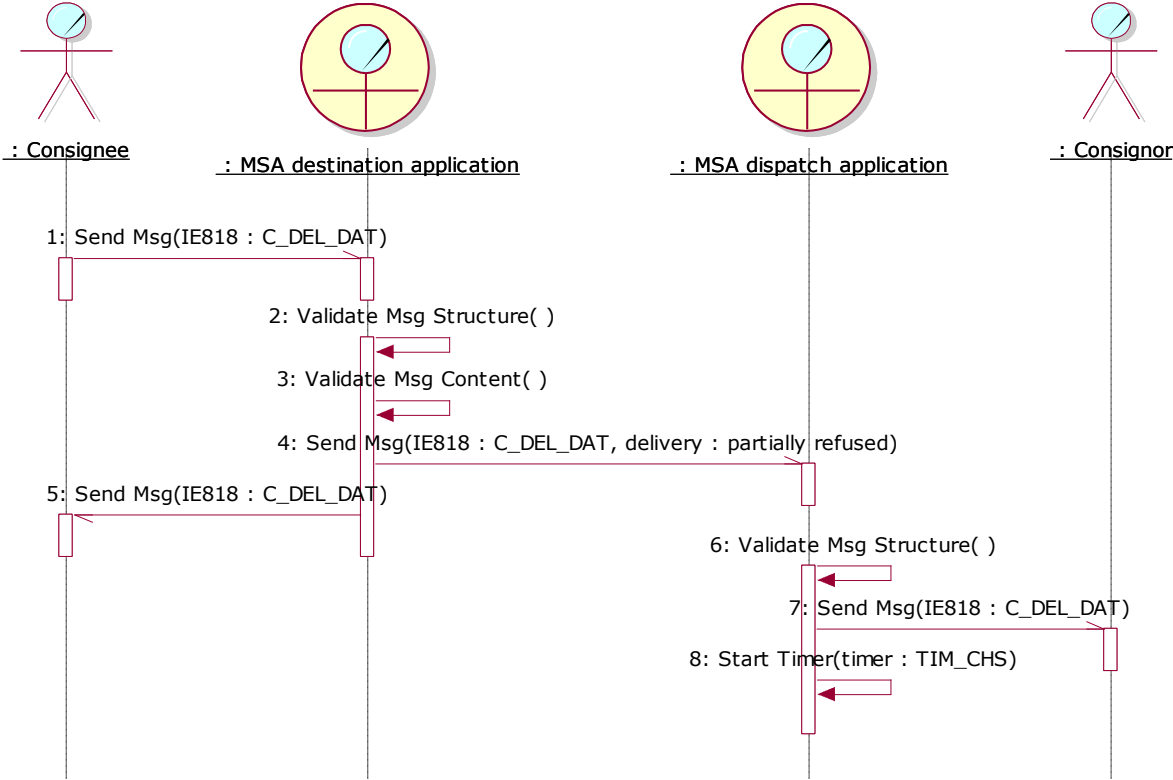 : Consignee
: MSA destination application
: MSA dispatch application
: Consignor
1: Send Msg(IE818 : C_DEL_DAT)
2: Validate Msg Structure( )
3: Validate Msg Content( )
4: Send Msg(IE818 : C_DEL_DAT, delivery : partially refused)
5: Send Msg(IE818 : C_DEL_DAT)
6: Validate Msg Structure( )
7: Send Msg(IE818 : C_DEL_DAT)
8: Start Timer(timer : TIM_CHS)